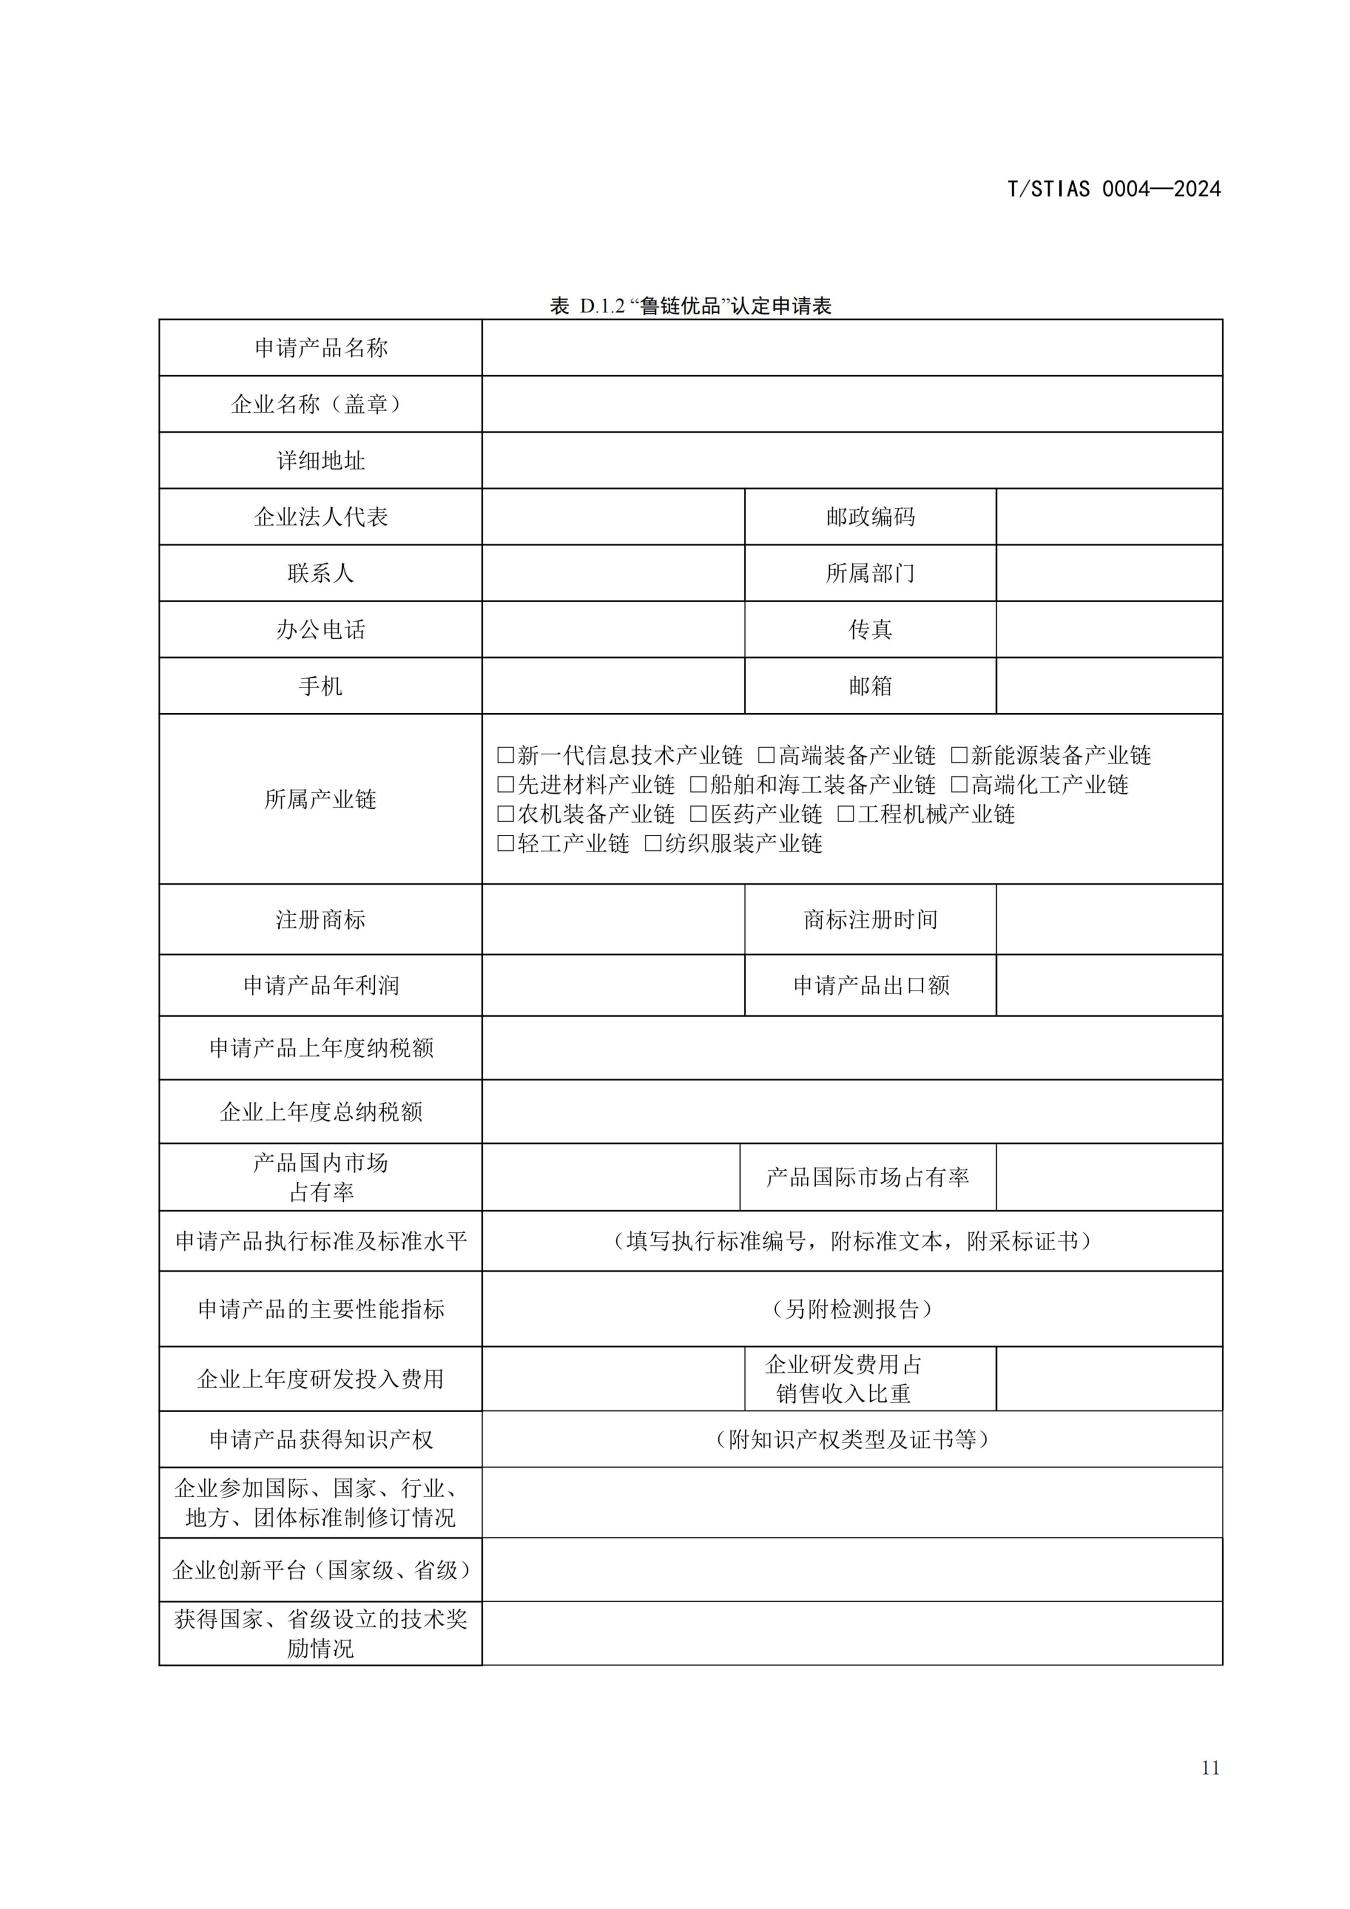 T/STIAS 0004—2024
表 D.1.2 “鲁链优品”认定申请表
申请产品名称
企业名称（盖章）
详细地址
企业法人代表 邮政编码
联系人 所属部门
办公电话 传真
手机 邮箱
所属产业链
□新一代信息技术产业链 □高端装备产业链 □新能源装备产业链
□先进材料产业链 □船舶和海工装备产业链 □高端化工产业链
□农机装备产业链 □医药产业链 □工程机械产业链
□轻工产业链 □纺织服装产业链
注册商标 商标注册时间
申请产品年利润 申请产品出口额
申请产品上年度纳税额
企业上年度总纳税额
产品国内市场
占有率
产品国际市场占有率
申请产品执行标准及标准水平 （填写执行标准编号，附标准文本，附采标证书）
申请产品的主要性能指标 （另附检测报告）
企业上年度研发投入费用
企业研发费用占
销售收入比重
申请产品获得知识产权 （附知识产权类型及证书等）
企业参加国际、国家、行业、
地方、团体标准制修订情况
企业创新平台（国家级、省级）
获得国家、省级设立的技术奖
励情况
11